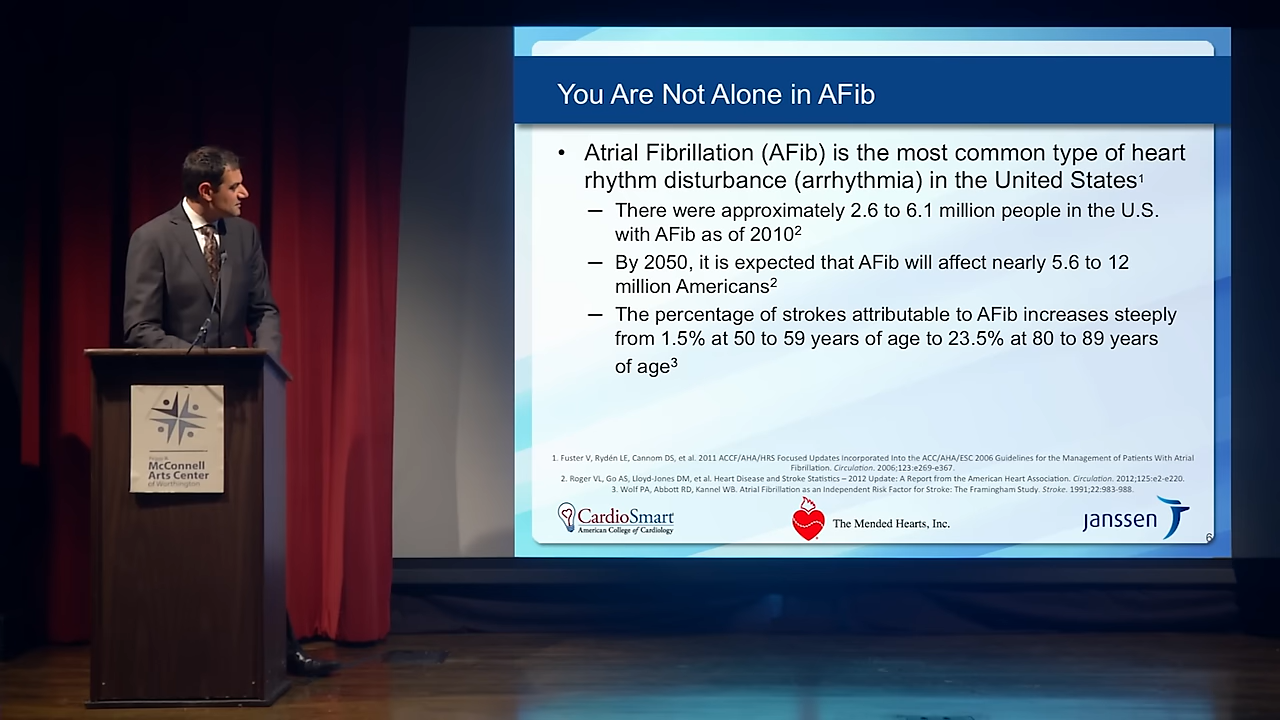 You Are Not Alone in AFib
• Atrial Fibrillation (AFib) is the most common type of heart
rhythm disturbance (arrhythmia) in the United States¹
– There were approximately 2.6 to 6.1 million people in the U.S.
with AFib as of 2010²
– By 2050, it is expected that AFib will affect nearly 5.6 to 12
million Americans²
– The percentage of strokes attributable to AFib increases steeply
from 1.5% at 50 to 59 years of age to 23.5% at 80 to 89 years
of age³
1. Fuster V, Rydén LE, Cannom DS, et al. 2011 ACCF/AHA/HRS Focused Updates Incorporated Into the ACC/AHA/ESC 2006 Guidelines for the Management of Patients With Atrial
Fibrillation. Circulation. 2006;123:e269-e367.
2. Roger VL, Go AS, Lloyd-Jones DM, et al. Heart Disease and Stroke Statistics – 2012 Update: A Report from the American Heart Association. Circulation. 2012;125:e2-e220.
3. Wolf PA, Abbott RD, Kannel WB. Atrial Fibrillation as an Independent Risk Factor for Stroke: The Framingham Study. Stroke. 1991;22:983-988.
CardioSmart
American College of Cardiology
The Mended Hearts, Inc.
janssen
6
McConnell
Arts Center
of Worthington